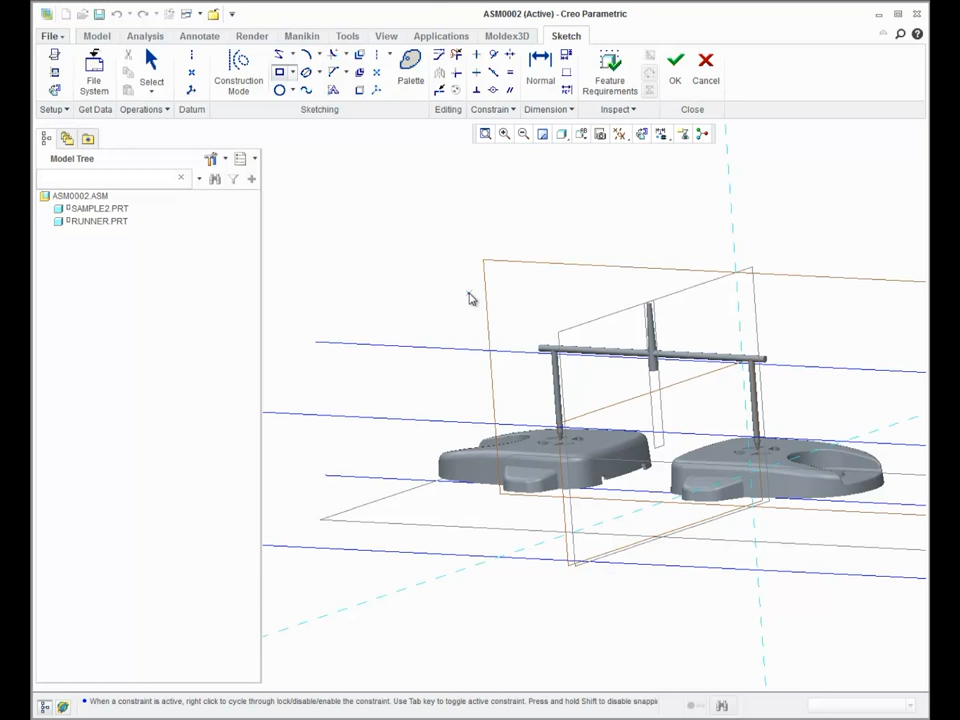 ASM0002 (Active) - Creo Parametric
File Model Analysis Annotate Render Manikin Tools View Applications Moldex3D Sketch
File System
Select
Construction Mode
Palette
Normal
Feature Requirements
OK
Cancel
Setup Get Data Operations Datum Sketching Editing Constrain Dimension Inspect Close
Model Tree
ASM0002.ASM
SAMPLE2.PRT
RUNNER.PRT
When a constraint is active, right click to cycle through lock/disable/enable the constraint. Use Tab key to toggle active constraint. Press and hold Shift to disable snappin